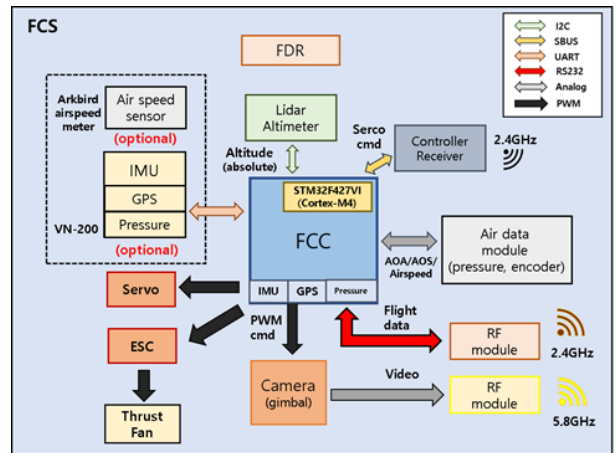 FCS
FDR
I2C
SBUS
UART
RS232
Analog
PWM
Arkbird
airspeed
meter
Air speed
sensor
(optional)
IMU
GPS
Pressure
VN-200
(optional)
Lidar
Altimeter
Altitude
(absolute)
Serco
cmd
Controller
Receiver
2.4GHz
STM32F427VI
(Cortex-M4)
FCC
IMU
GPS
Pressure
AOA/AOS/
Airspeed
Air data
module
(pressure, encoder)
Servo
PWM
cmd
Flight
data
RF
module
2.4GHz
ESC
Camera
(gimbal)
Video
RF
module
5.8GHz
Thrust
Fan